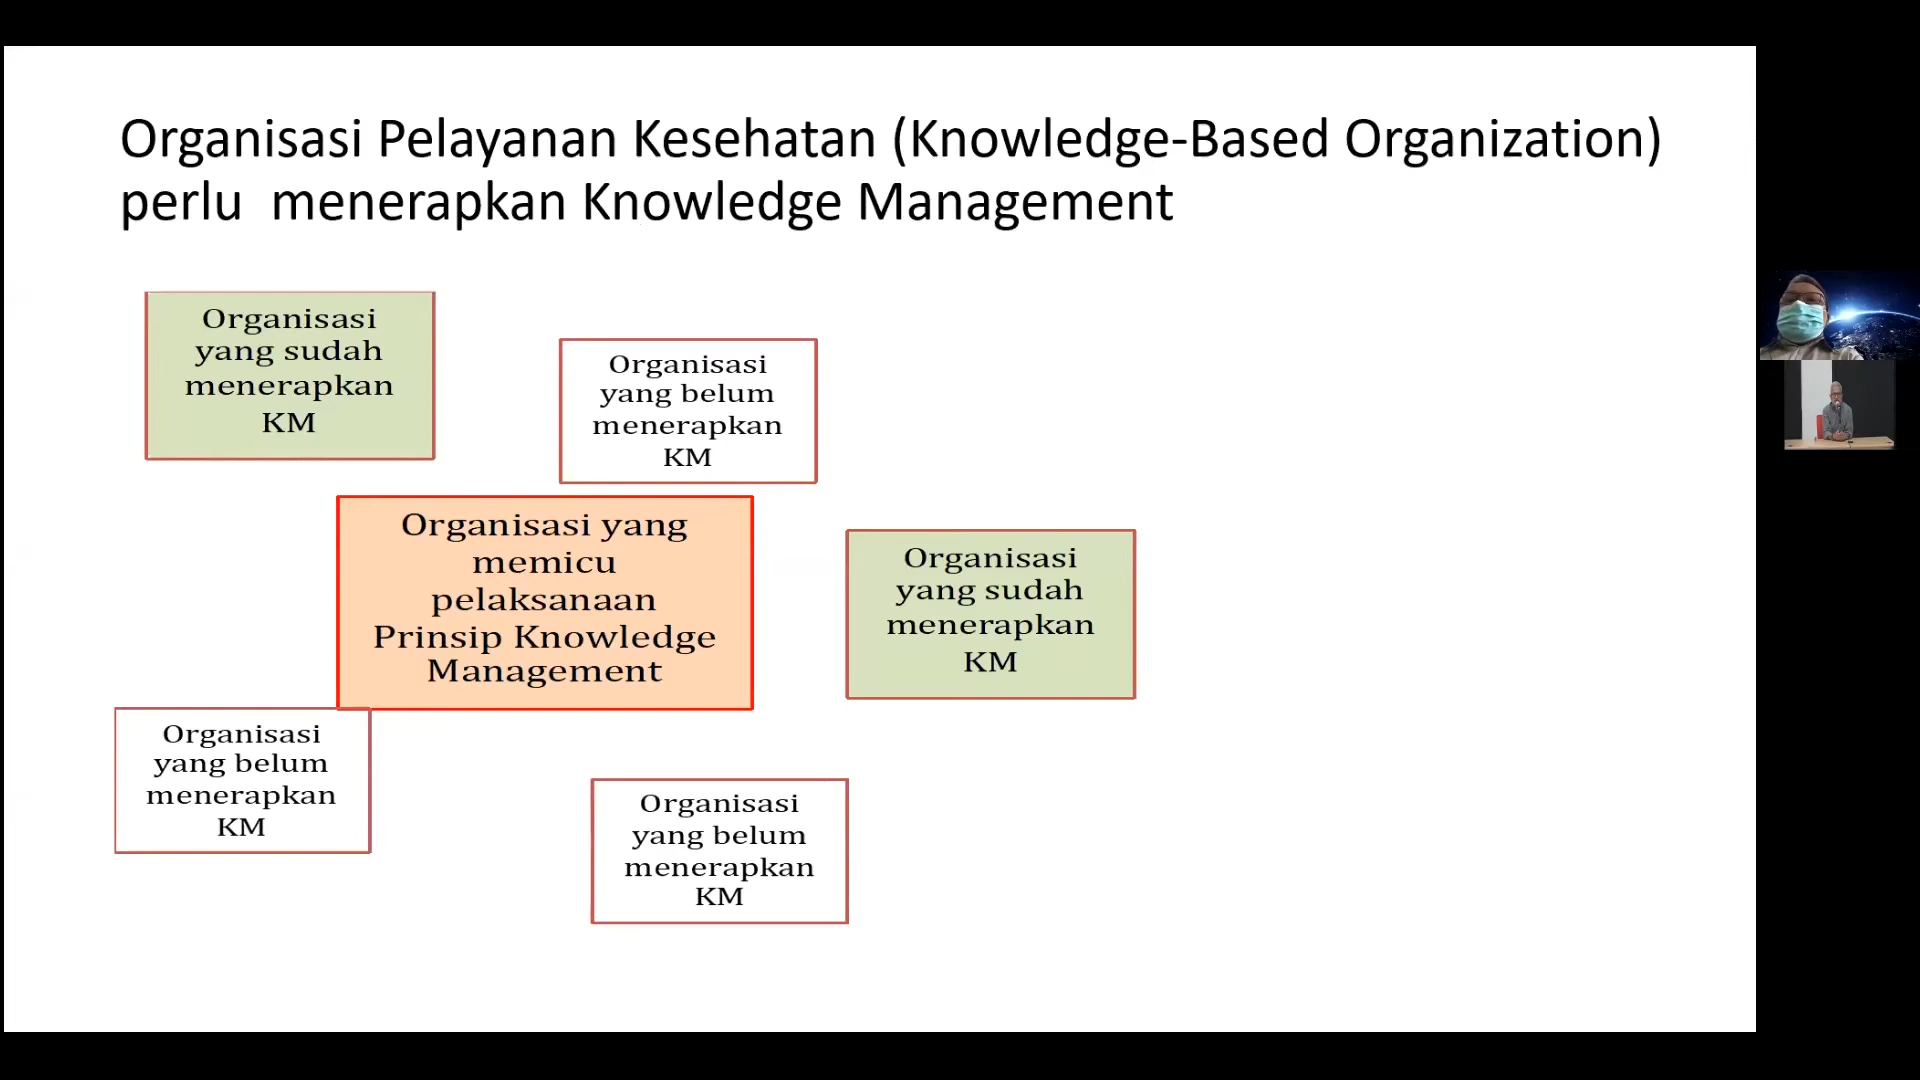 Organisasi Pelayanan Kesehatan (Knowledge-Based Organization)
perlu  menerapkan Knowledge Management
Organisasi
yang sudah
menerapkan
KM
Organisasi
yang belum
menerapkan
KM
Organisasi yang
memicu
pelaksanaan
Prinsip Knowledge
Management
Organisasi
yang sudah
menerapkan
KM
Organisasi
yang belum
menerapkan
KM
Organisasi
yang belum
menerapkan
KM